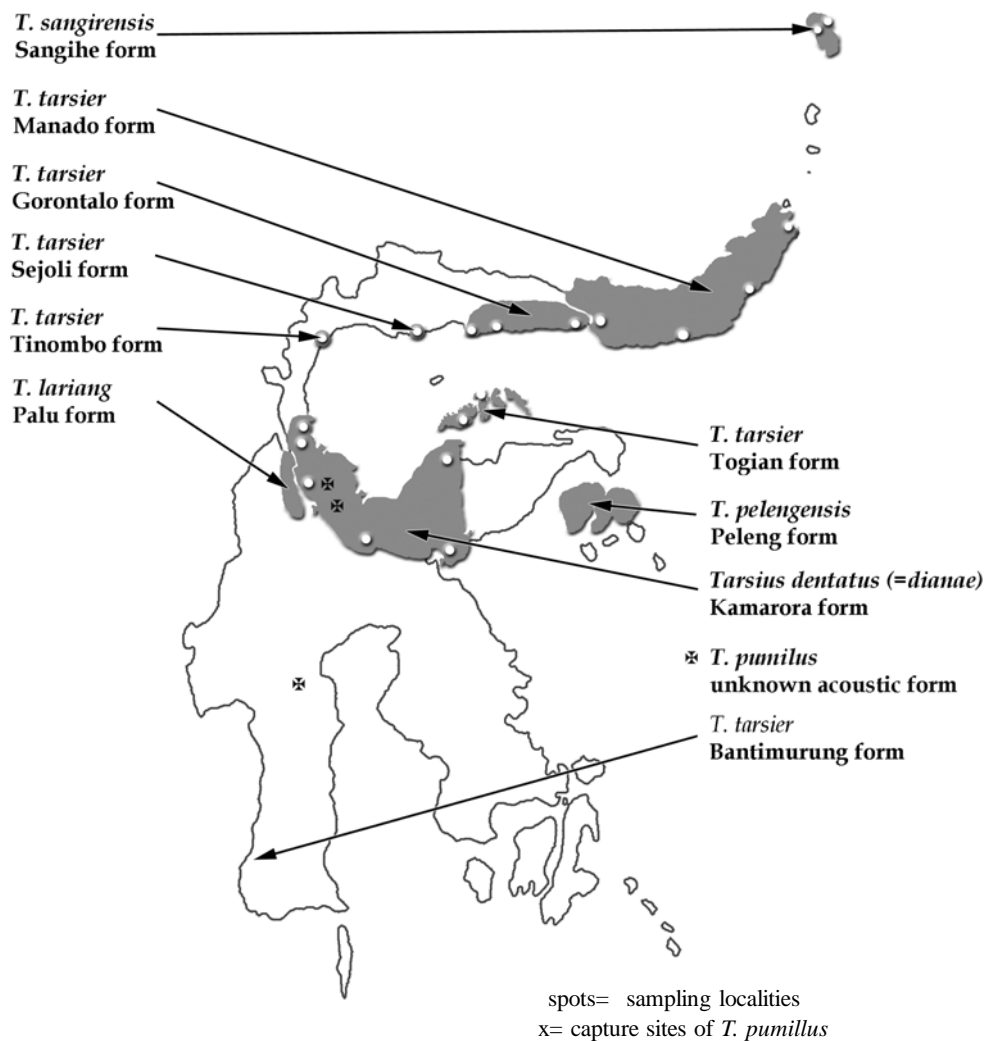 T. sangirensis
Sangihe form
T. tarsier
Manado form
T. tarsier
Gorontalo form
T. tarsier
Sejoli form
T. tarsier
Tinombo form
T. lariang
Palu form
T. tarsier
Togian form
T. pelengensis
Peleng form
Tarsius dentatus (=dianae)
Kamarora form
T. pumilus
unknown acoustic form
T. tarsier
Bantimurung form
spots= sampling localities
x= capture sites of T. pumillus